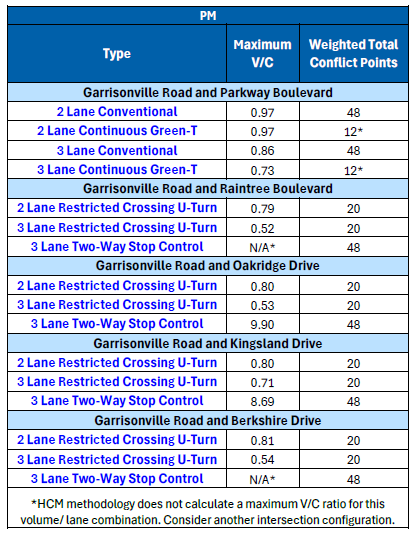 PM
Type Maximum V/C Weighted Total Conflict Points
Garrisonville Road and Parkway Boulevard
2 Lane Conventional 0.97 48
2 Lane Continuous Green-T 0.97 12*
3 Lane Conventional 0.86 48
3 Lane Continuous Green-T 0.73 12*
Garrisonville Road and Raintree Boulevard
2 Lane Restricted Crossing U-Turn 0.79 20
3 Lane Restricted Crossing U-Turn 0.52 20
3 Lane Two-Way Stop Control N/A* 48
Garrisonville Road and Oakridge Drive
2 Lane Restricted Crossing U-Turn 0.80 20
3 Lane Restricted Crossing U-Turn 0.53 20
3 Lane Two-Way Stop Control 9.90 48
Garrisonville Road and Kingsland Drive
2 Lane Restricted Crossing U-Turn 0.80 20
3 Lane Restricted Crossing U-Turn 0.71 20
3 Lane Two-Way Stop Control 8.69 48
Garrisonville Road and Berkshire Drive
2 Lane Restricted Crossing U-Turn 0.81 20
3 Lane Restricted Crossing U-Turn 0.54 20
3 Lane Two-Way Stop Control N/A* 48
*HCM methodology does not calculate a maximum V/C ratio for this
volume/ lane combination. Consider another intersection configuration.